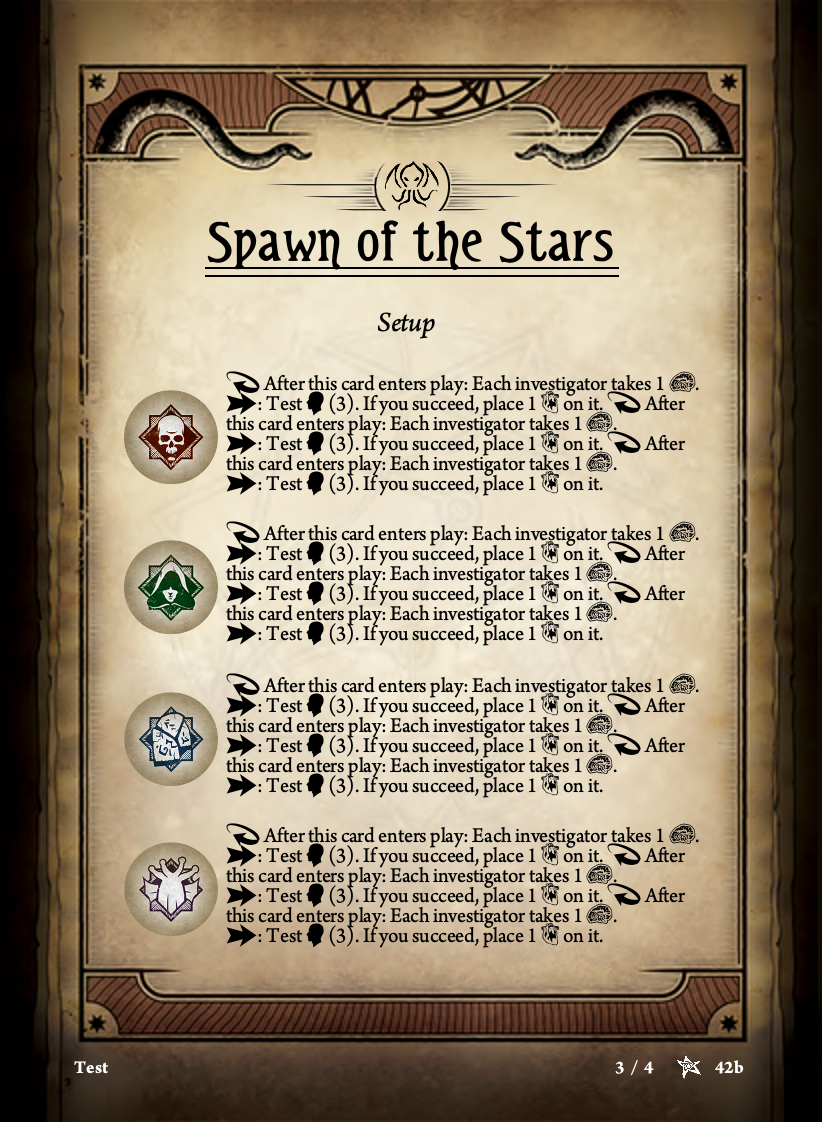 Spawn of the Stars
Setup
After this card enters play: Each investigator takes 1 .
: Test (3). If you succeed, place 1 on it. After
this card enters play: Each investigator takes 1 .
: Test (3). If you succeed, place 1 on it. After
this card enters play: Each investigator takes 1 .
: Test (3). If you succeed, place 1 on it.
After this card enters play: Each investigator takes 1 .
: Test (3). If you succeed, place 1 on it. After
this card enters play: Each investigator takes 1 .
: Test (3). If you succeed, place 1 on it. After
this card enters play: Each investigator takes 1 .
: Test (3). If you succeed, place 1 on it.
After this card enters play: Each investigator takes 1 .
: Test (3). If you succeed, place 1 on it. After
this card enters play: Each investigator takes 1 .
: Test (3). If you succeed, place 1 on it. After
this card enters play: Each investigator takes 1 .
: Test (3). If you succeed, place 1 on it.
After this card enters play: Each investigator takes 1 .
: Test (3). If you succeed, place 1 on it. After
this card enters play: Each investigator takes 1 .
: Test (3). If you succeed, place 1 on it. After
this card enters play: Each investigator takes 1 .
: Test (3). If you succeed, place 1 on it.
Test 3 / 4 42b